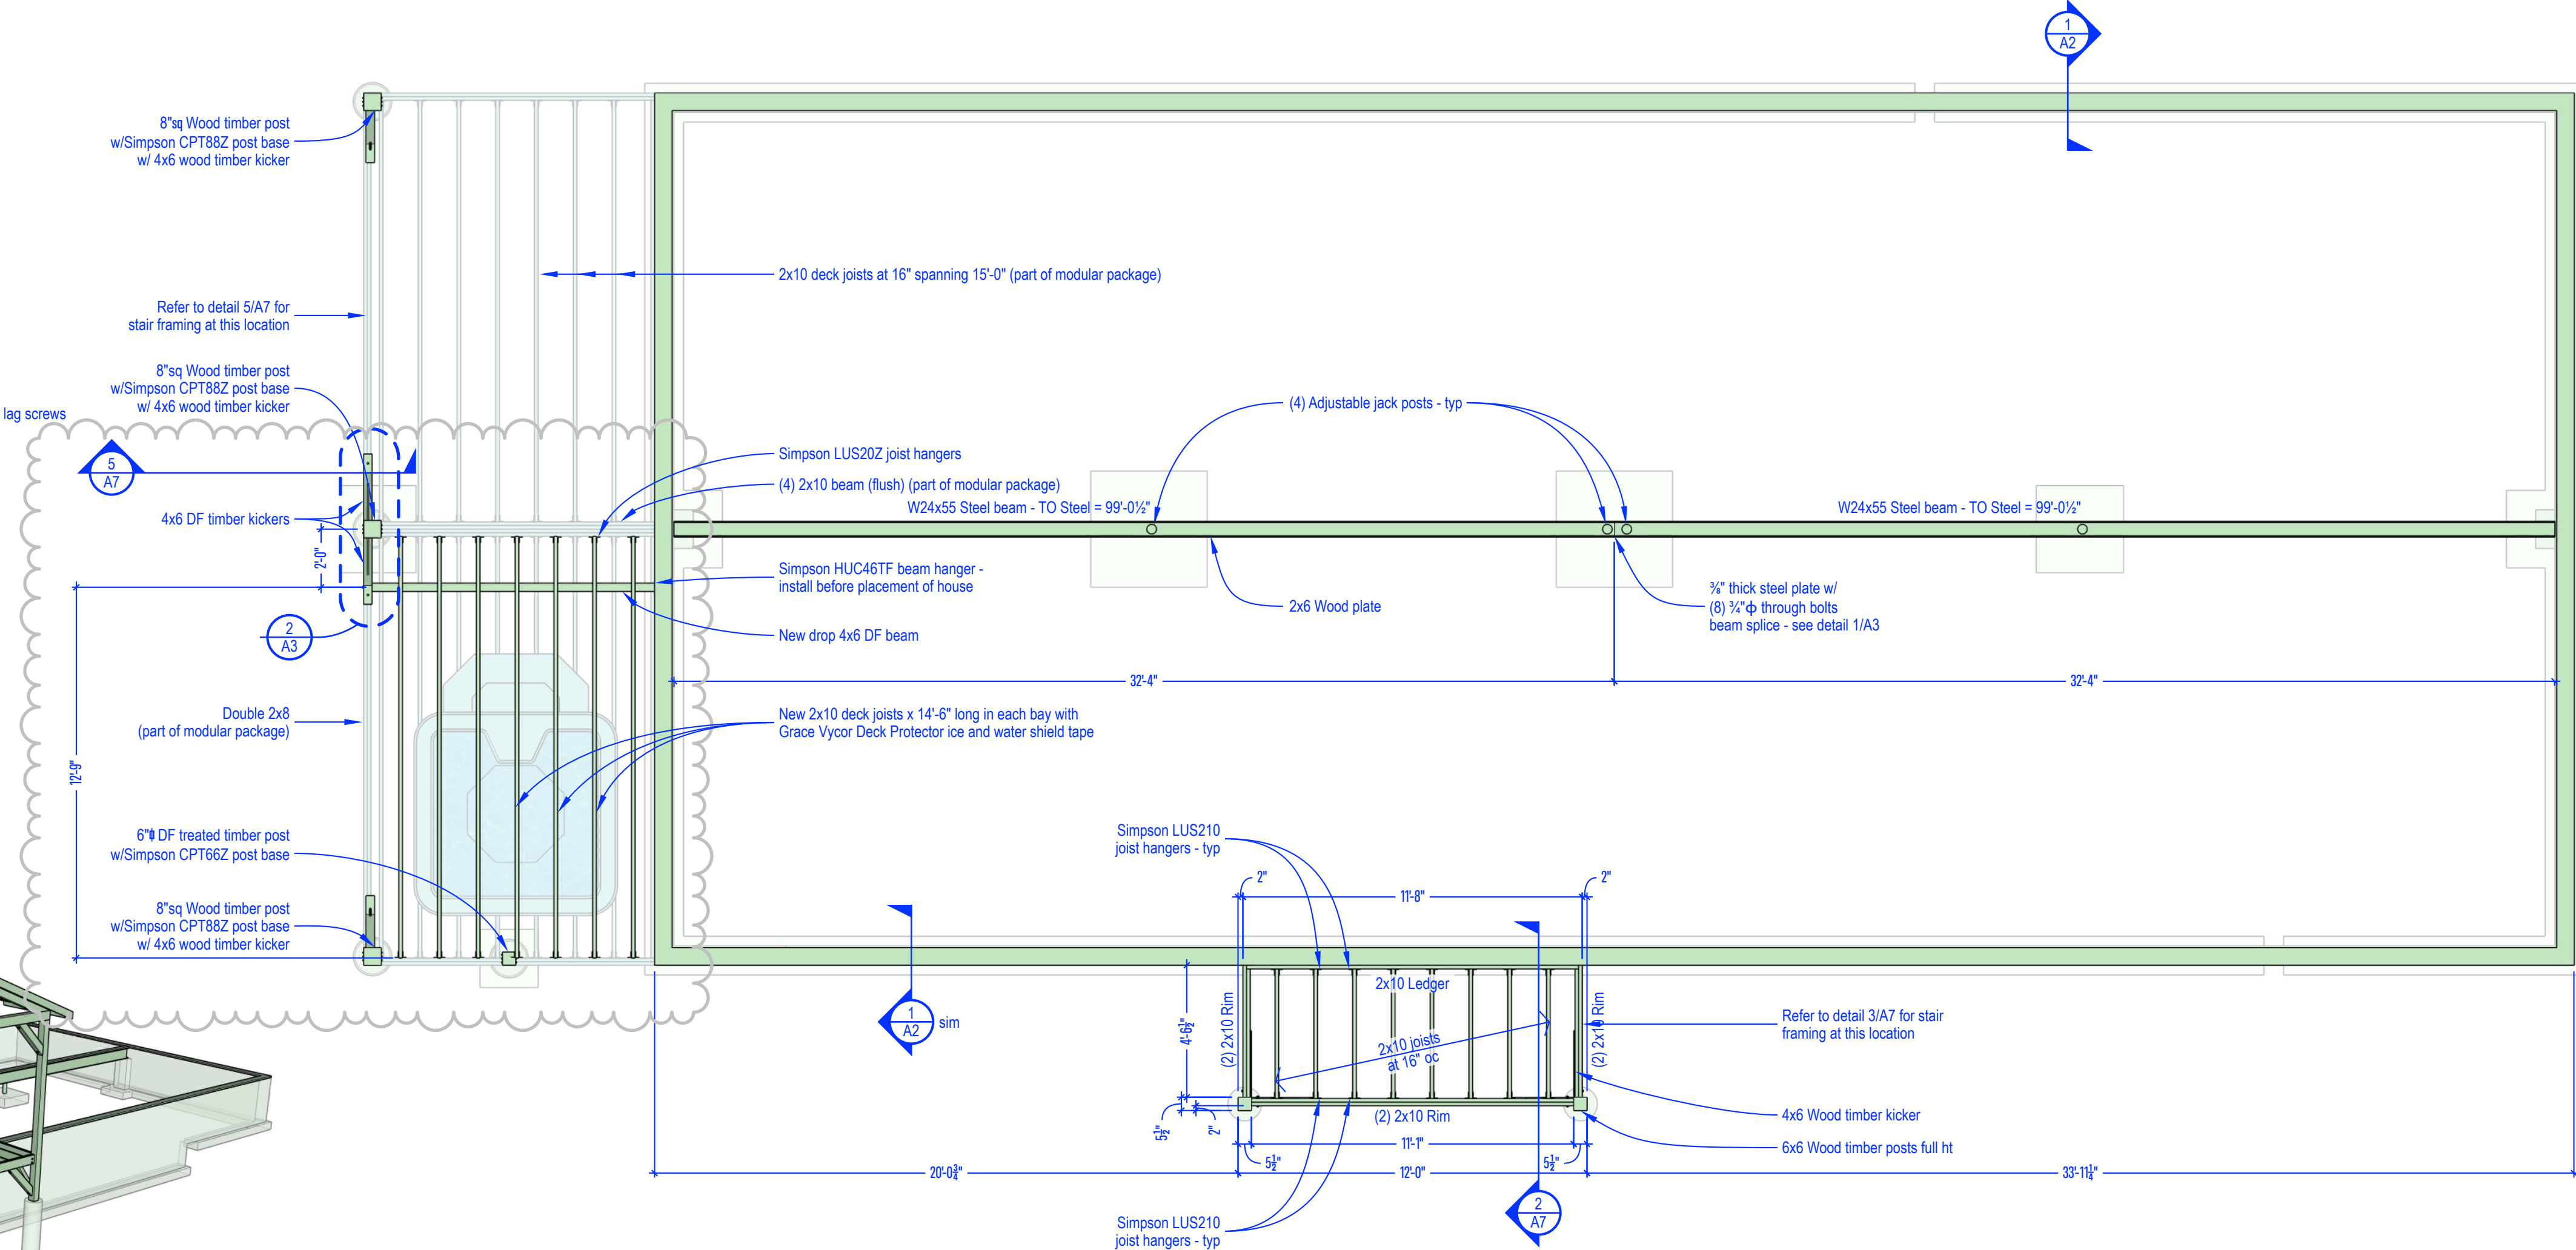 1
A2
8"sq Wood timber post
w/Simpson CPT88Z post base
w/ 4x6 wood timber kicker
2x10 deck joists at 16" spanning 15'-0" (part of modular package)
Refer to detail 5/A7 for
stair framing at this location
8"sq Wood timber post
w/Simpson CPT88Z post base
w/ 4x6 wood timber kicker
lag screws
(4) Adjustable jack posts - typ
5
A7
Simpson LUS20Z joist hangers
(4) 2x10 beam (flush) (part of modular package)
W24x55 Steel beam - TO Steel = 99'-0½"
W24x55 Steel beam - TO Steel = 99'-0½"
4x6 DF timber kickers
2'-0"
Simpson HUC46TF beam hanger -
install before placement of house
2x6 Wood plate
⅜" thick steel plate w/
(8) ¾"ϕ through bolts
beam splice - see detail 1/A3
2
A3
New drop 4x6 DF beam
32'-4"
32'-4"
Double 2x8
(part of modular package)
New 2x10 deck joists x 14'-6" long in each bay with
Grace Vycor Deck Protector ice and water shield tape
12'-9"
6" DF treated timber post
w/Simpson CPT66Z post base
Simpson LUS210
joist hangers - typ
8"sq Wood timber post
w/Simpson CPT88Z post base
w/ 4x6 wood timber kicker
2"
11'-8"
2"
2x10 Ledger
1
A2
sim
4'-6½"
(2) 2x10 Rim
2x10 joists
at 16" oc
(2) 2x10 Rim
Refer to detail 3/A7 for stair
framing at this location
(2) 2x10 Rim
4x6 Wood timber kicker
5½"
2"
11'-1"
6x6 Wood timber posts full ht
5½"
5½"
20'-0¾"
12'-0"
33'-11¼"
2
A7
Simpson LUS210
joist hangers - typ